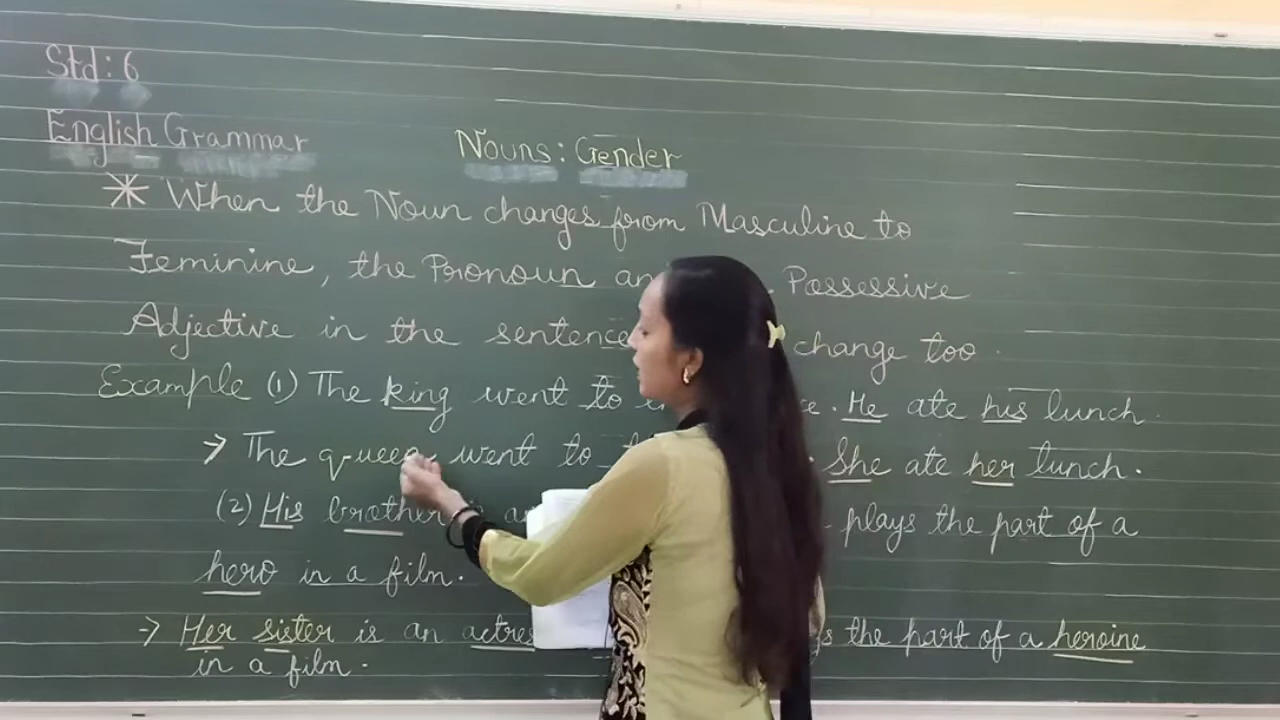 Std: 6
English Grammar
Nouns: Gender
* When the Noun changes from Masculine to
Feminine, the Pronoun Possessive
Adjective in the sentence change too.
Example (1) The king went to He ate his lunch.
→ The queen went to She ate her lunch.
(2) His brother plays the part of a
hero in a film.
→ Her sister is an the part of a heroine
in a film.